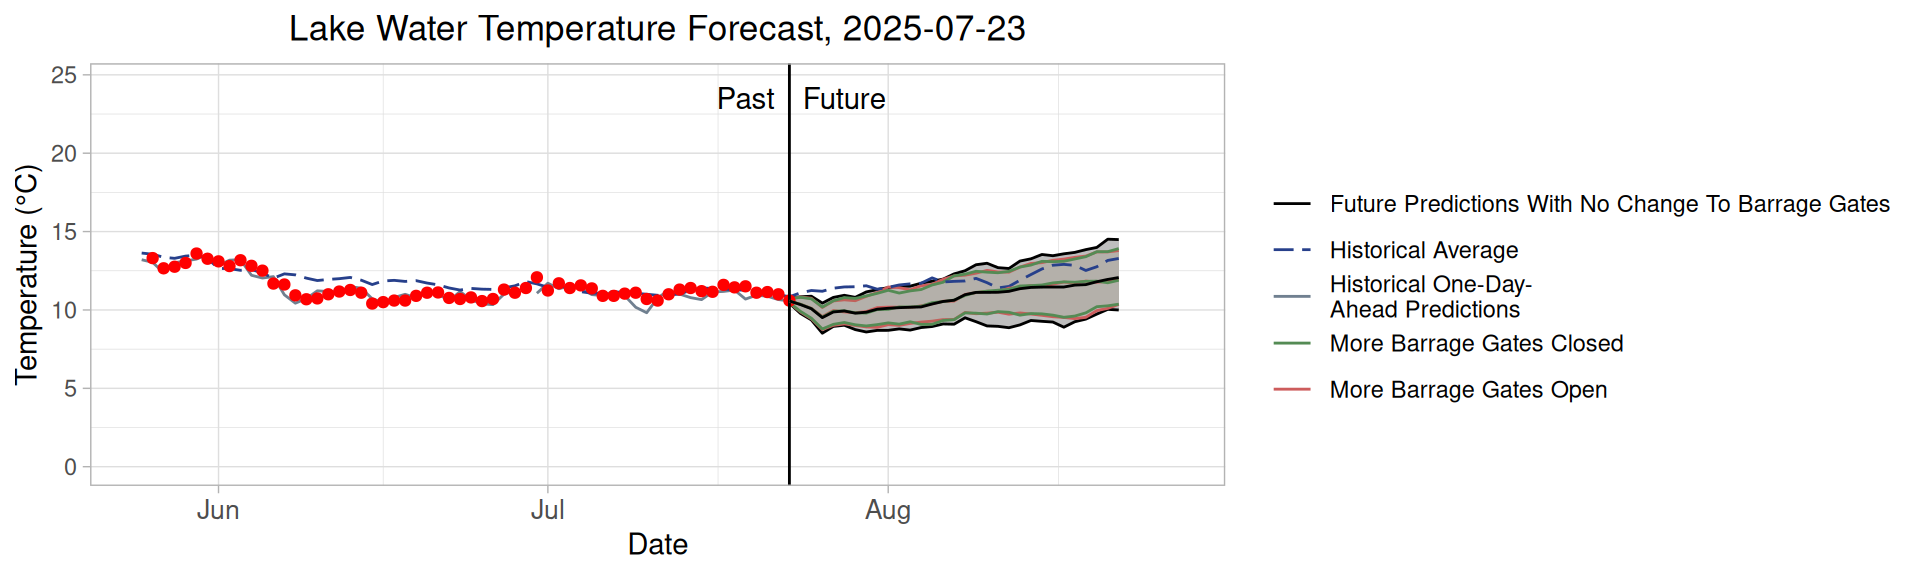 Lake Water Temperature Forecast, 2025-07-23
25
20
15
10
5
0
Temperature (°C)
Past
Future
Jun
Jul
Aug
Date
Future Predictions With No Change To Barrage Gates
Historical Average
Historical One-Day-
Ahead Predictions
More Barrage Gates Closed
More Barrage Gates Open